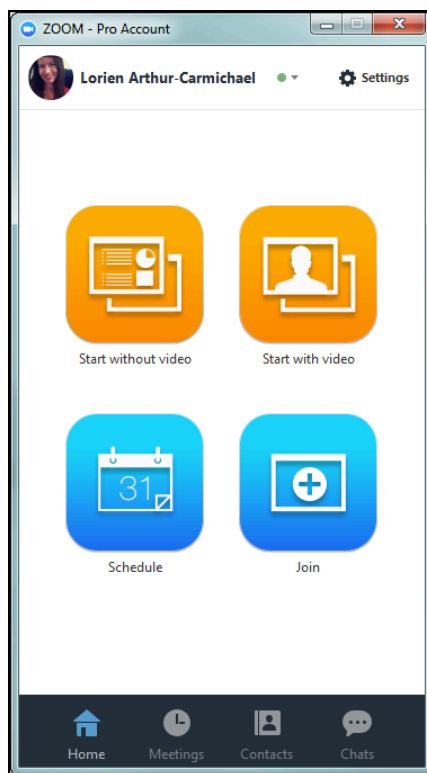 ZOOM - Pro Account
Lorien Arthur-Carmichael
Settings
Start without video
Start with video
31
Schedule
Join
Home
Meetings
Contacts
Chats